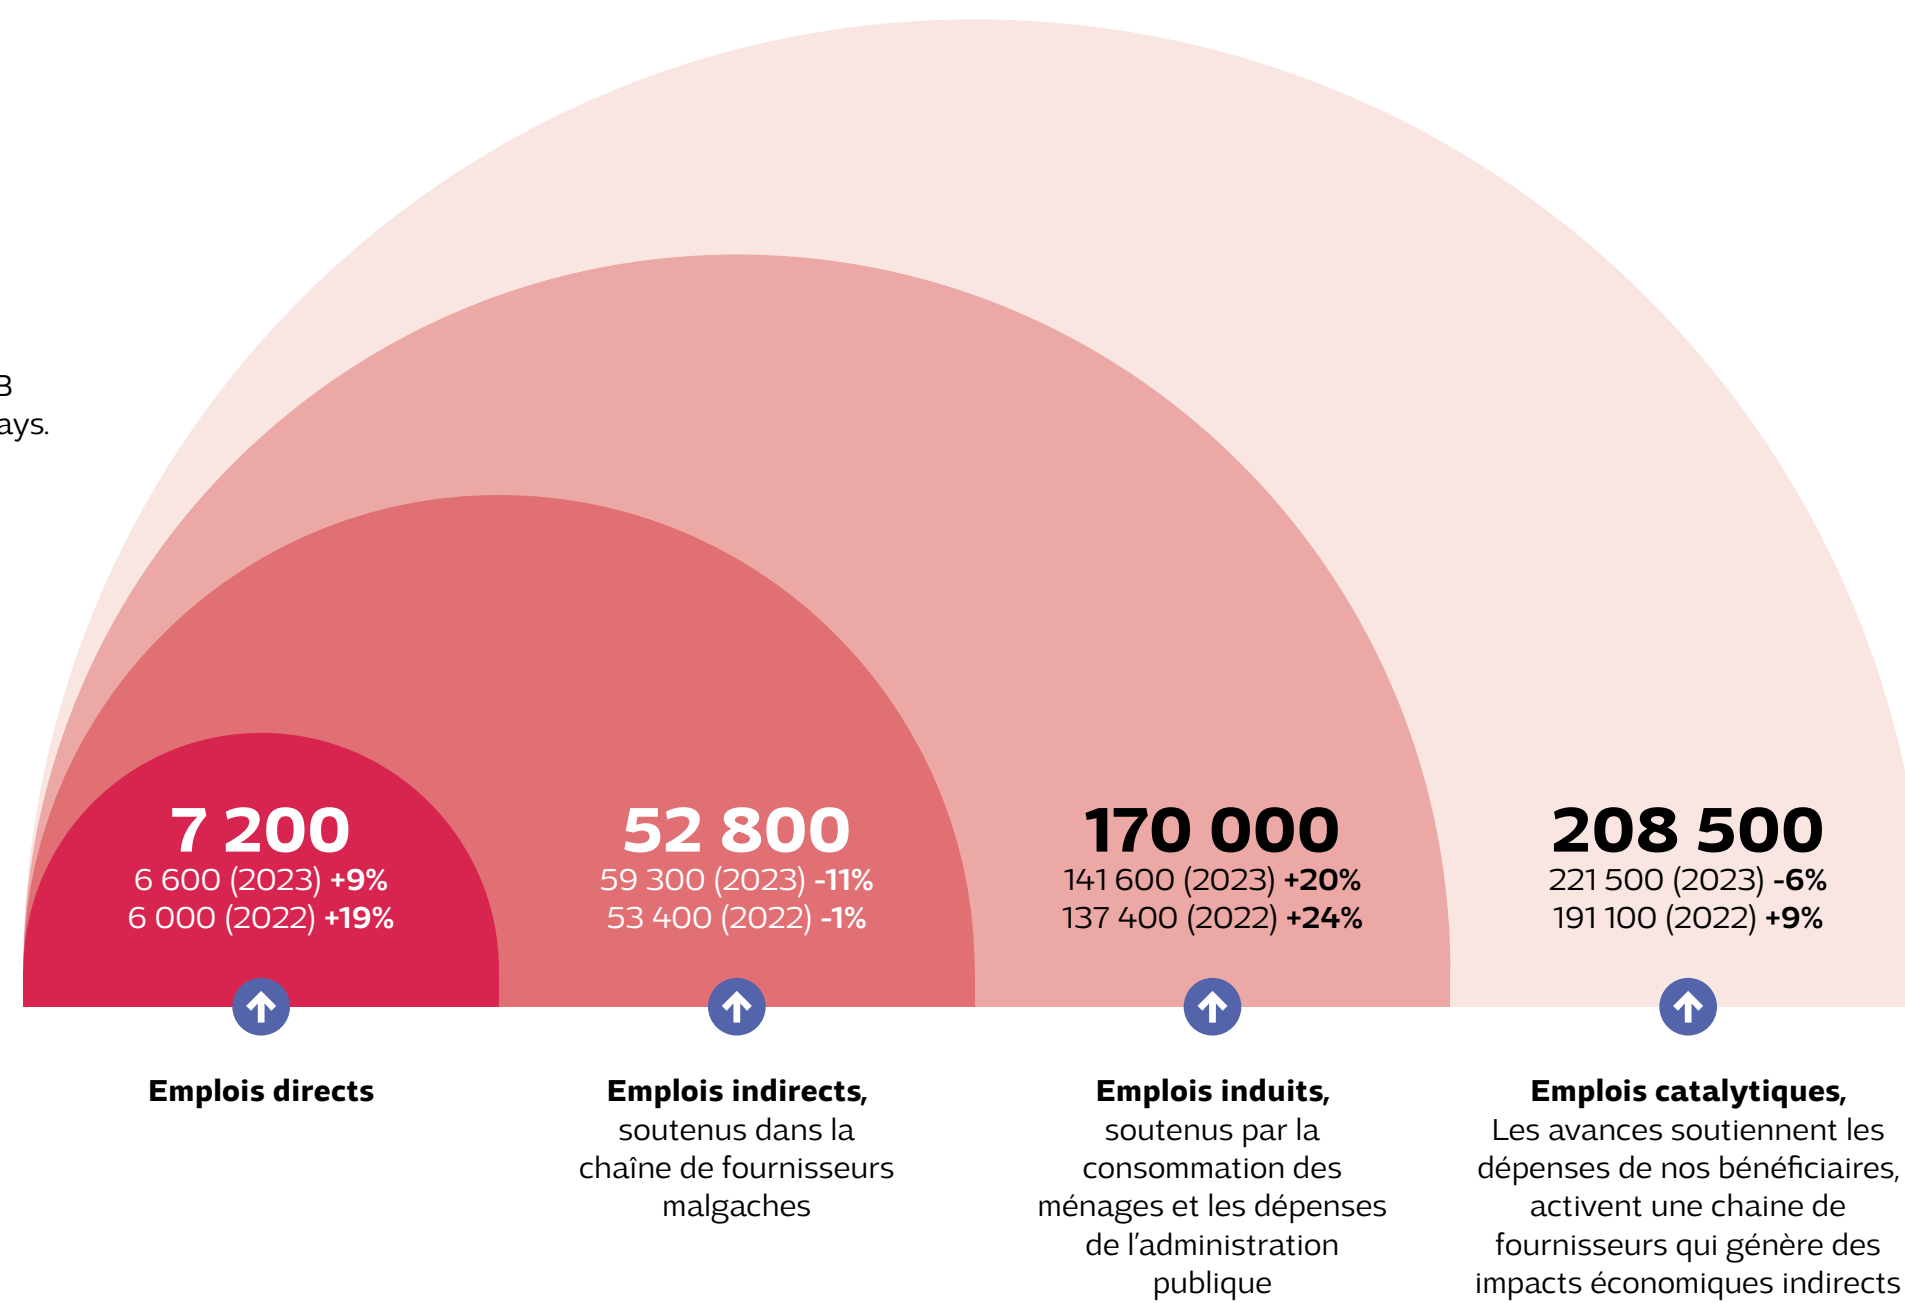 ays.
7 200
6 600 (2023) +9%
6 000 (2022) +19%
52 800
59 300 (2023) -11%
53 400 (2022) -1%
170 000
141 600 (2023) +20%
137 400 (2022) +24%
208 500
221 500 (2023) -6%
191 100 (2022) +9%
Emplois directs
Emplois indirects,
soutenus dans la
chaîne de fournisseurs
malgaches
Emplois induits,
soutenus par la
consommation des
ménages et les dépenses
de l'administration
publique
Emplois catalytiques,
Les avances soutiennent les
dépenses de nos bénéficiaires,
activent une chaine de
fournisseurs qui génère des
impacts économiques indirects